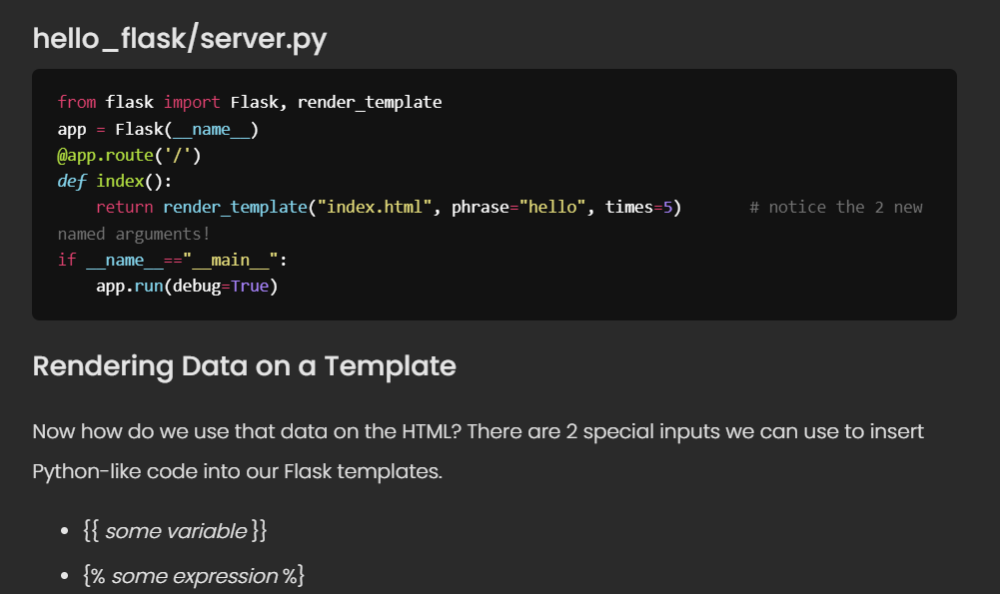 hello_flask/server.py
from flask import Flask, render_template
app = Flask(__name__)
@app.route('/')
def index():
    return render_template("index.html", phrase="hello", times=5)       # notice the 2 new
named arguments!
if __name__=="__main__":
    app.run(debug=True)
Rendering Data on a Template
Now how do we use that data on the HTML? There are 2 special inputs we can use to insert
Python-like code into our Flask templates.
• {{ some variable }}
• {% some expression %}